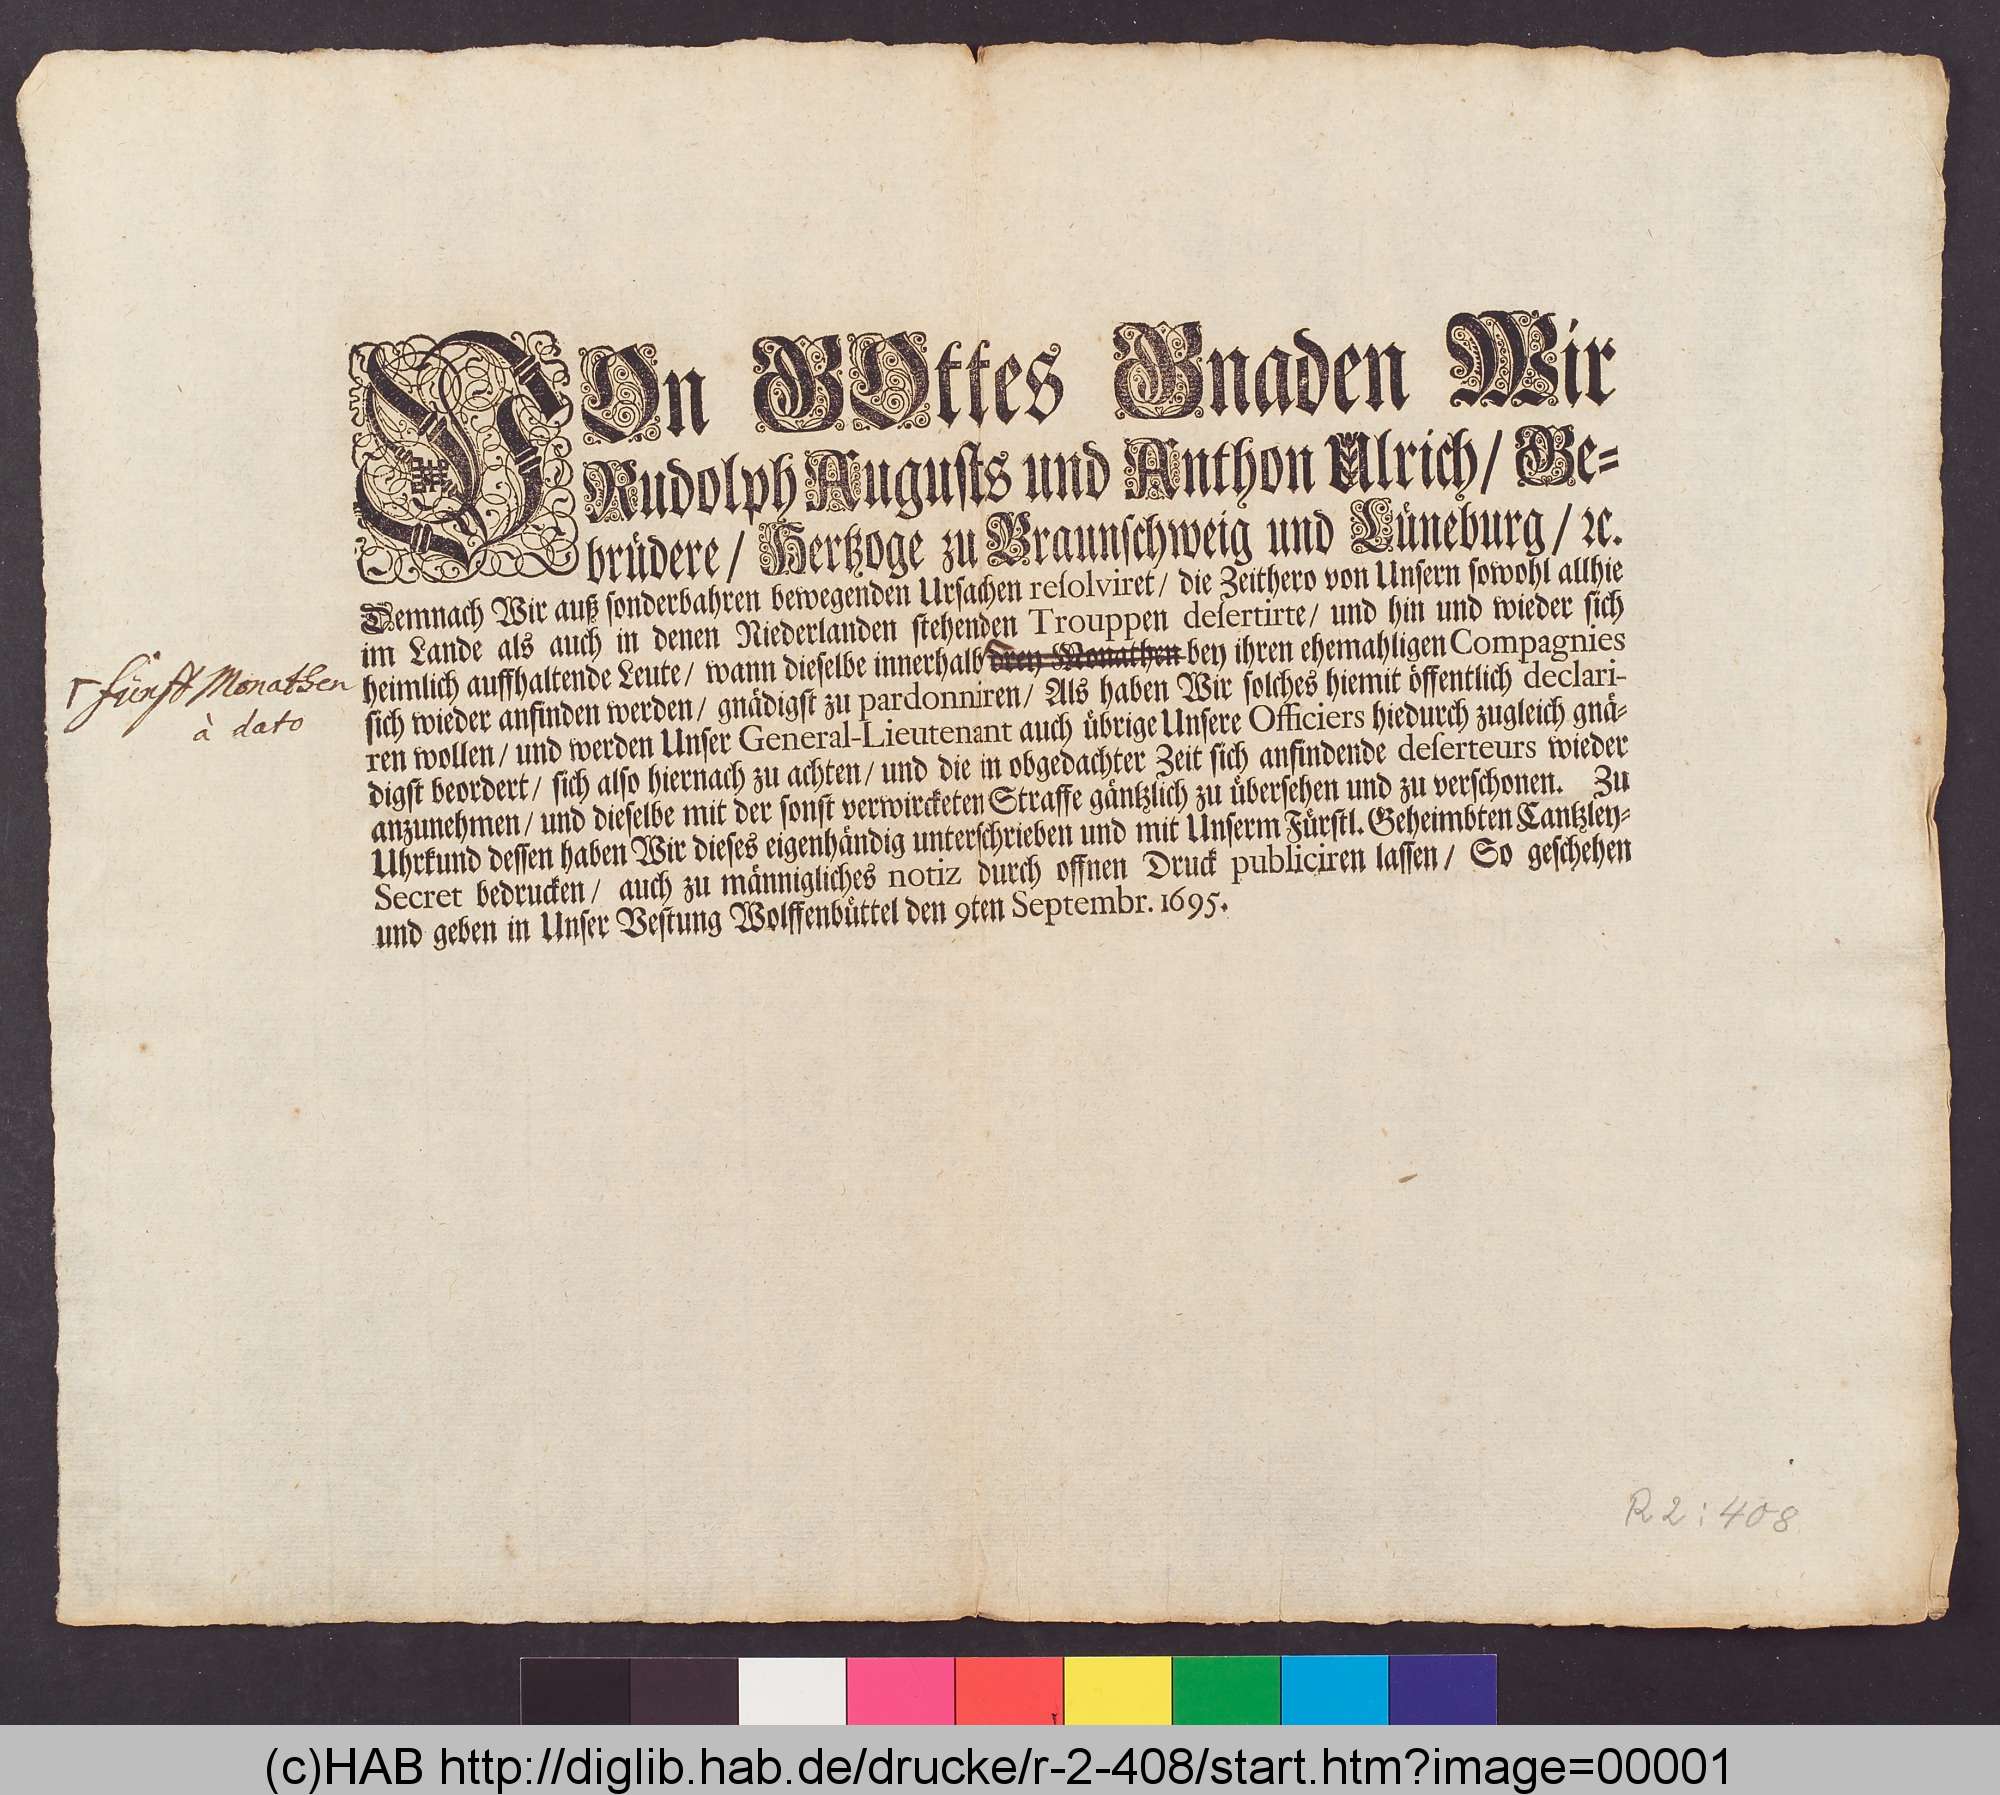 VOn GOttes Gnaden Wir
Rudolph Augusts und Anthon Ulrich/ Ge-
brüdere/ Hertzoge zu Braunschweig und Lüneburg/ ꝛc.
Demnach Wir auß sonderbahren bewegenden Ursachen resolviret/ die Zeithero von Unsern sowohl allhie
im Lande als auch in denen Niederlanden stehenden Trouppen desertirte/ und hin und wieder sich
heimlich auffhaltende Leute/ wann dieselbe innerhalb drey Monathen bey ihren ehemahligen Compagnies
┌ fünff Monathen
à dato
sich wieder anfinden werden/ gnädigst zu pardonniren/ Als haben Wir solches hiemit öffentlich declari-
ren wollen/ und werden Unser General-Lieutenant auch übrige Unsere Officiers hiedurch zugleich gnä-
digst beordert/ sich also hiernach zu achten/ und die in obgedachter Zeit sich anfindende deserteurs wieder
anzunehmen/ und dieselbe mit der sonst verwircketen Straffe gäntzlich zu übersehen und zu verschonen. Zu
Uhrkund dessen haben Wir dieses eigenhändig unterschrieben und mit Unserm Fürstl. Geheimbten Cantzley-
Secret bedrucken/ auch zu männigliches notiz durch offnen Druck publiciren lassen/ So geschehen
und geben in Unser Vestung Wolffenbüttel den 9ten Septembr. 1695.
R 2 : 408
(c)HAB http://diglib.hab.de/drucke/r-2-408/start.htm?image=00001